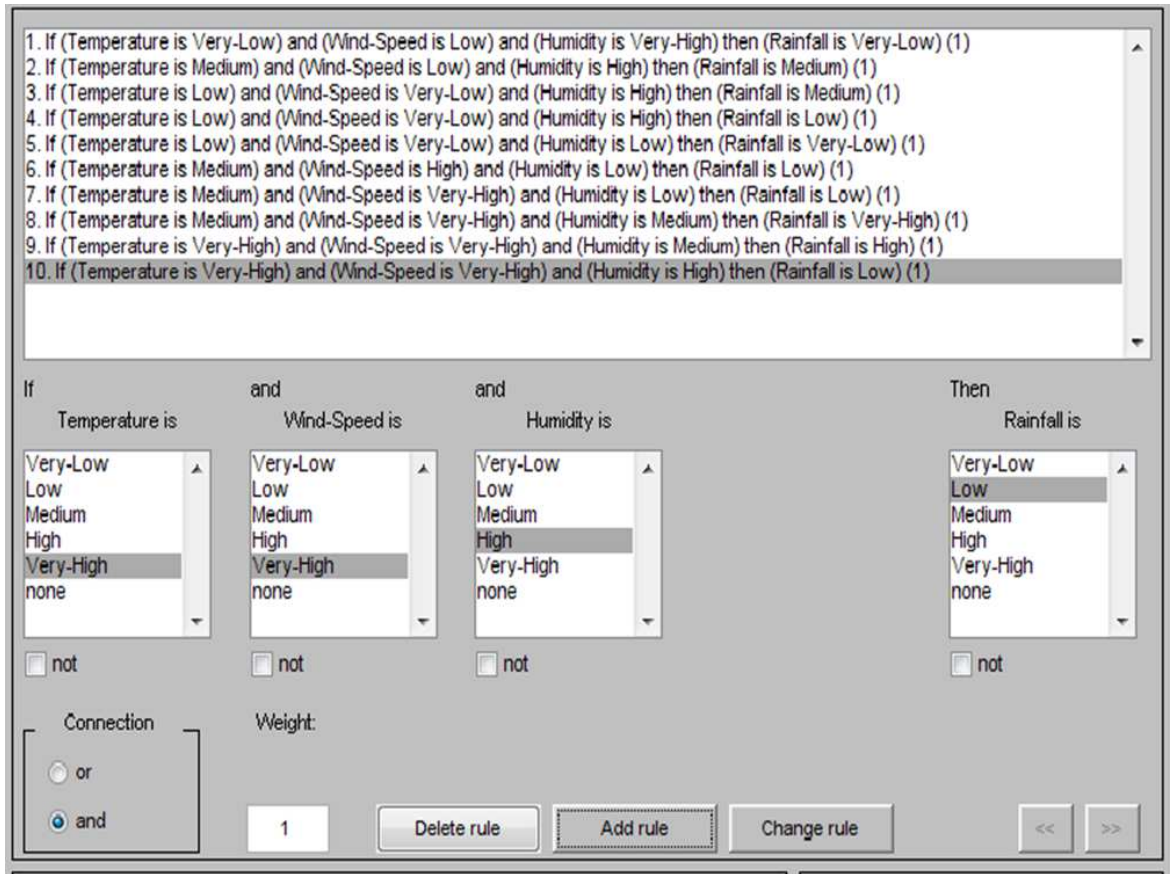 1. If (Temperature is Very-Low) and (Wind-Speed is Low) and (Humidity is Very-High) then (Rainfall is Very-Low) (1)
2. If (Temperature is Medium) and (Wind-Speed is Low) and (Humidity is High) then (Rainfall is Medium) (1)
3. If (Temperature is Low) and (Wind-Speed is Very-Low) and (Humidity is High) then (Rainfall is Medium) (1)
4. If (Temperature is Low) and (Wind-Speed is Very-Low) and (Humidity is High) then (Rainfall is Low) (1)
5. If (Temperature is Low) and (Wind-Speed is Very-Low) and (Humidity is Low) then (Rainfall is Very-Low) (1)
6. If (Temperature is Medium) and (Wind-Speed is High) and (Humidity is Low) then (Rainfall is Low) (1)
7. If (Temperature is Medium) and (Wind-Speed is Very-High) and (Humidity is Low) then (Rainfall is Low) (1)
8. If (Temperature is Medium) and (Wind-Speed is Very-High) and (Humidity is Medium) then (Rainfall is Very-High) (1)
9. If (Temperature is Very-High) and (Wind-Speed is Very-High) and (Humidity is Medium) then (Rainfall is High) (1)
10. If (Temperature is Very-High) and (Wind-Speed is Very-High) and (Humidity is High) then (Rainfall is Low) (1)
If
Temperature is
Very-Low
Low
Medium
High
Very-High
none
not
and
Wind-Speed is
Very-Low
Low
Medium
High
Very-High
none
not
and
Humidity is
Very-Low
Low
Medium
High
Very-High
none
not
Then
Rainfall is
Very-Low
Low
Medium
High
Very-High
none
not
Connection
or
and
Weight:
1
Delete rule
Add rule
Change rule
<<
>>